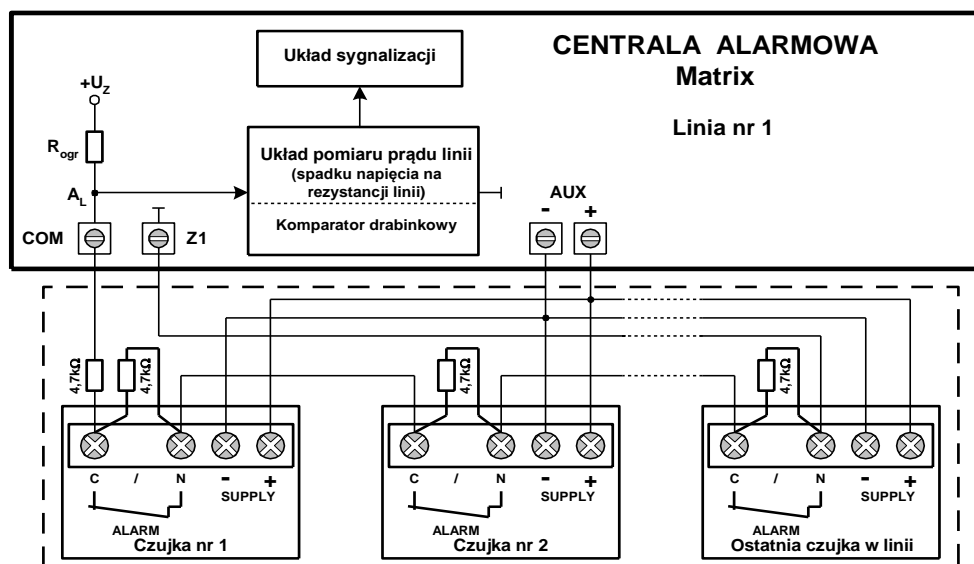 CENTRALA ALARMOWA
Matrix
Linia nr 1
Układ sygnalizacji
+UZ
Rogr
Układ pomiaru prądu linii
(spadku napięcia na
rezystancji linii)
Komparator drabinkowy
AL
AUX
- +
COM
Z1
4,7kΩ
4,7kΩ
4,7kΩ
4,7kΩ
C / N - +
SUPPLY
ALARM
Czujka nr 1
C / N - +
SUPPLY
ALARM
Czujka nr 2
C / N - +
SUPPLY
ALARM
Ostatnia czujka w linii